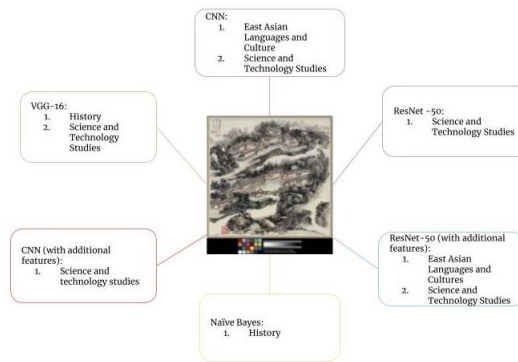 CNN:
1. East Asian
Languages and
Culture
2. Science and
Technology Studies
VGG-16:
1. History
2. Science and
Technology
Studies
ResNet -50:
1. Science and
Technology Studies
CNN (with additional
features):
1. Science and
technology studies
ResNet-50 (with additional
features):
1. East Asian
Languages and
Cultures
2. Science and
Technology Studies
Naïve Bayes:
1. History